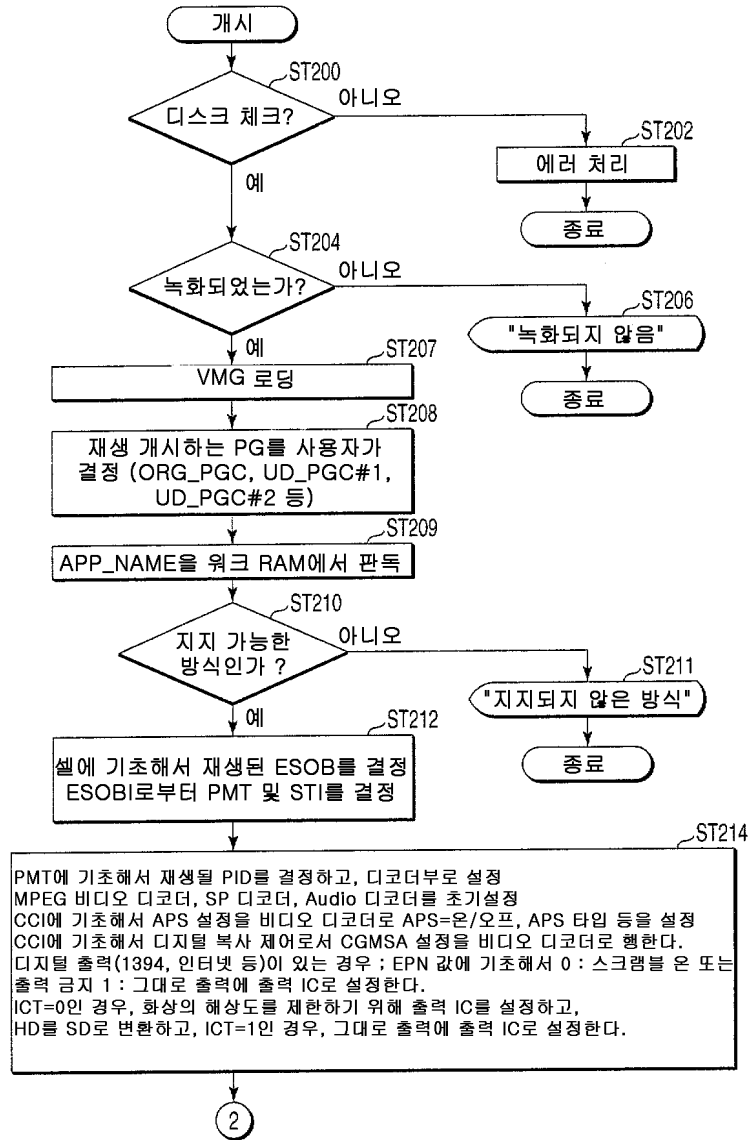 개시
ST200
디스크 체크?
아니오
ST202
에러 처리
종료
예
ST204
녹화되었는가?
아니오
ST206
"녹화되지 않음"
종료
예
ST207
VMG 로딩
ST208
재생 개시하는 PG를 사용자가
결정 (ORG_PGC, UD_PGC#1,
UD_PGC#2 등)
ST209
APP_NAME을 워크 RAM에서 판독
ST210
지지 가능한
방식인가 ?
아니오
ST211
"지지되지 않은 방식"
종료
예
ST212
셀에 기초해서 재생된 ESOB를 결정
ESOBI로부터 PMT 및 STI를 결정
ST214
PMT에 기초해서 재생될 PID를 결정하고, 디코더부로 설정
MPEG 비디오 디코더, SP 디코더, Audio 디코더를 초기설정
CCI에 기초해서 APS 설정을 비디오 디코더로 APS=온/오프, APS 타입 등을 설정
CCI에 기초해서 디지털 복사 제어로서 CGMSA 설정을 비디오 디코더로 행한다.
디지털 출력(1394, 인터넷 등)이 있는 경우 ; EPN 값에 기초해서 0 : 스크램블 온 또는
출력 금지 1 : 그대로 출력에 출력 IC로 설정한다.
ICT=0인 경우, 화상의 해상도를 제한하기 위해 출력 IC를 설정하고,
HD를 SD로 변환하고, ICT=1인 경우, 그대로 출력에 출력 IC로 설정한다.
2